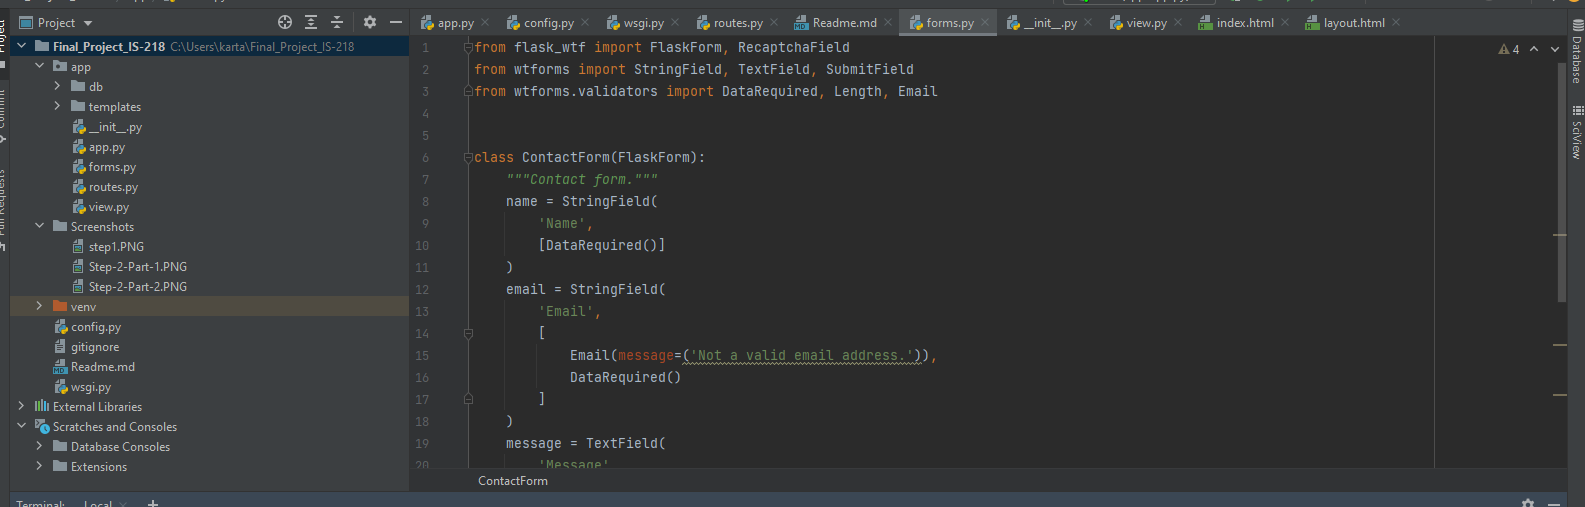 Project
app.py
config.py
wsgi.py
routes.py
Readme.md
forms.py
__init__.py
view.py
index.html
layout.html
Final_Project_IS-218 C:\Users\karta\Final_Project_IS-218
app
db
templates
__init__.py
app.py
forms.py
routes.py
view.py
Screenshots
step1.PNG
Step-2-Part-1.PNG
Step-2-Part-2.PNG
venv
config.py
gitignore
Readme.md
wsgi.py
External Libraries
Scratches and Consoles
Database Consoles
Extensions
1 from flask_wtf import FlaskForm, RecaptchaField
2 from wtforms import StringField, TextField, SubmitField
3 from wtforms.validators import DataRequired, Length, Email
4
5
6 class ContactForm(FlaskForm):
7 """Contact form."""
8 name = StringField(
9 'Name',
10 [DataRequired()]
11 )
12 email = StringField(
13 'Email',
14 [
15 Email(message=('Not a valid email address.')),
16 DataRequired()
17 ]
18 )
19 message = TextField(
20 'Message'
4
ContactForm
Terminal: Local
Project
Commit
Pull Requests
Database
SciView